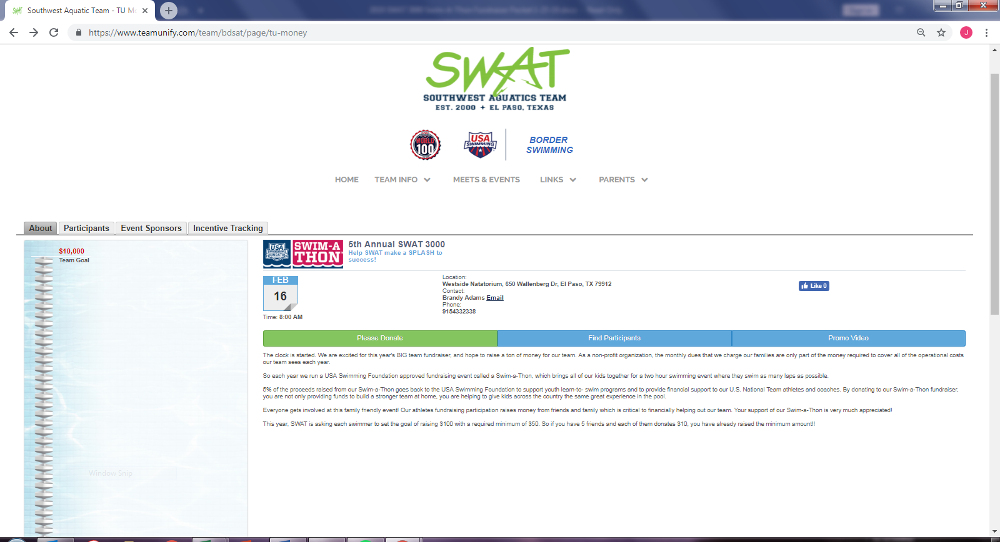 Southwest Aquatic Team - TU Mo
https://www.teamunify.com/team/bdsat/page/tu-money
J
SWAT
SOUTHWEST AQUATICS TEAM
EST. 2000 + EL PASO, TEXAS
WORLD
100
USA
SWIMMING
BORDER
SWIMMING
HOME TEAM INFO MEETS & EVENTS LINKS PARENTS
About Participants Event Sponsors Incentive Tracking
$10,000
Team Goal
USA
SWIMMING
FOUNDATION
SWIM-A
THON
5th Annual SWAT 3000
Help SWAT make a SPLASH to
success!
FEB
16
Time: 8:00 AM
Location:
Westside Natatorium, 650 Wallenberg Dr, El Paso, TX 79912
Contact:
Brandy Adams Email
Phone:
9154332338
Like 0
Please Donate Find Participants Promo Video
The clock is started. We are excited for this year's BIG team fundraiser, and hope to raise a ton of money for our team. As a non-profit organization, the monthly dues that we charge our families are only part of the money required to cover all of the operational costs
our team sees each year.
So each year we run a USA Swimming Foundation approved fundraising event called a Swim-a-Thon, which brings all of our kids together for a two hour swimming event where they swim as many laps as possible.
5% of the proceeds raised from our Swim-a-Thon goes back to the USA Swimming Foundation to support youth learn-to- swim programs and to provide financial support to our U.S. National Team athletes and coaches. By donating to our Swim-a-Thon fundraiser,
you are not only providing funds to build a stronger team at home, you are helping to give kids across the country the same great experience in the pool.
Everyone gets involved at this family friendly event! Our athletes fundraising participation raises money from friends and family which is critical to financially helping out our team. Your support of our Swim-a-Thon is very much appreciated!
This year, SWAT is asking each swimmer to set the goal of raising $100 with a required minimum of $50. So if you have 5 friends and each of them donates $10, you have already raised the minimum amount!!
Window Snip